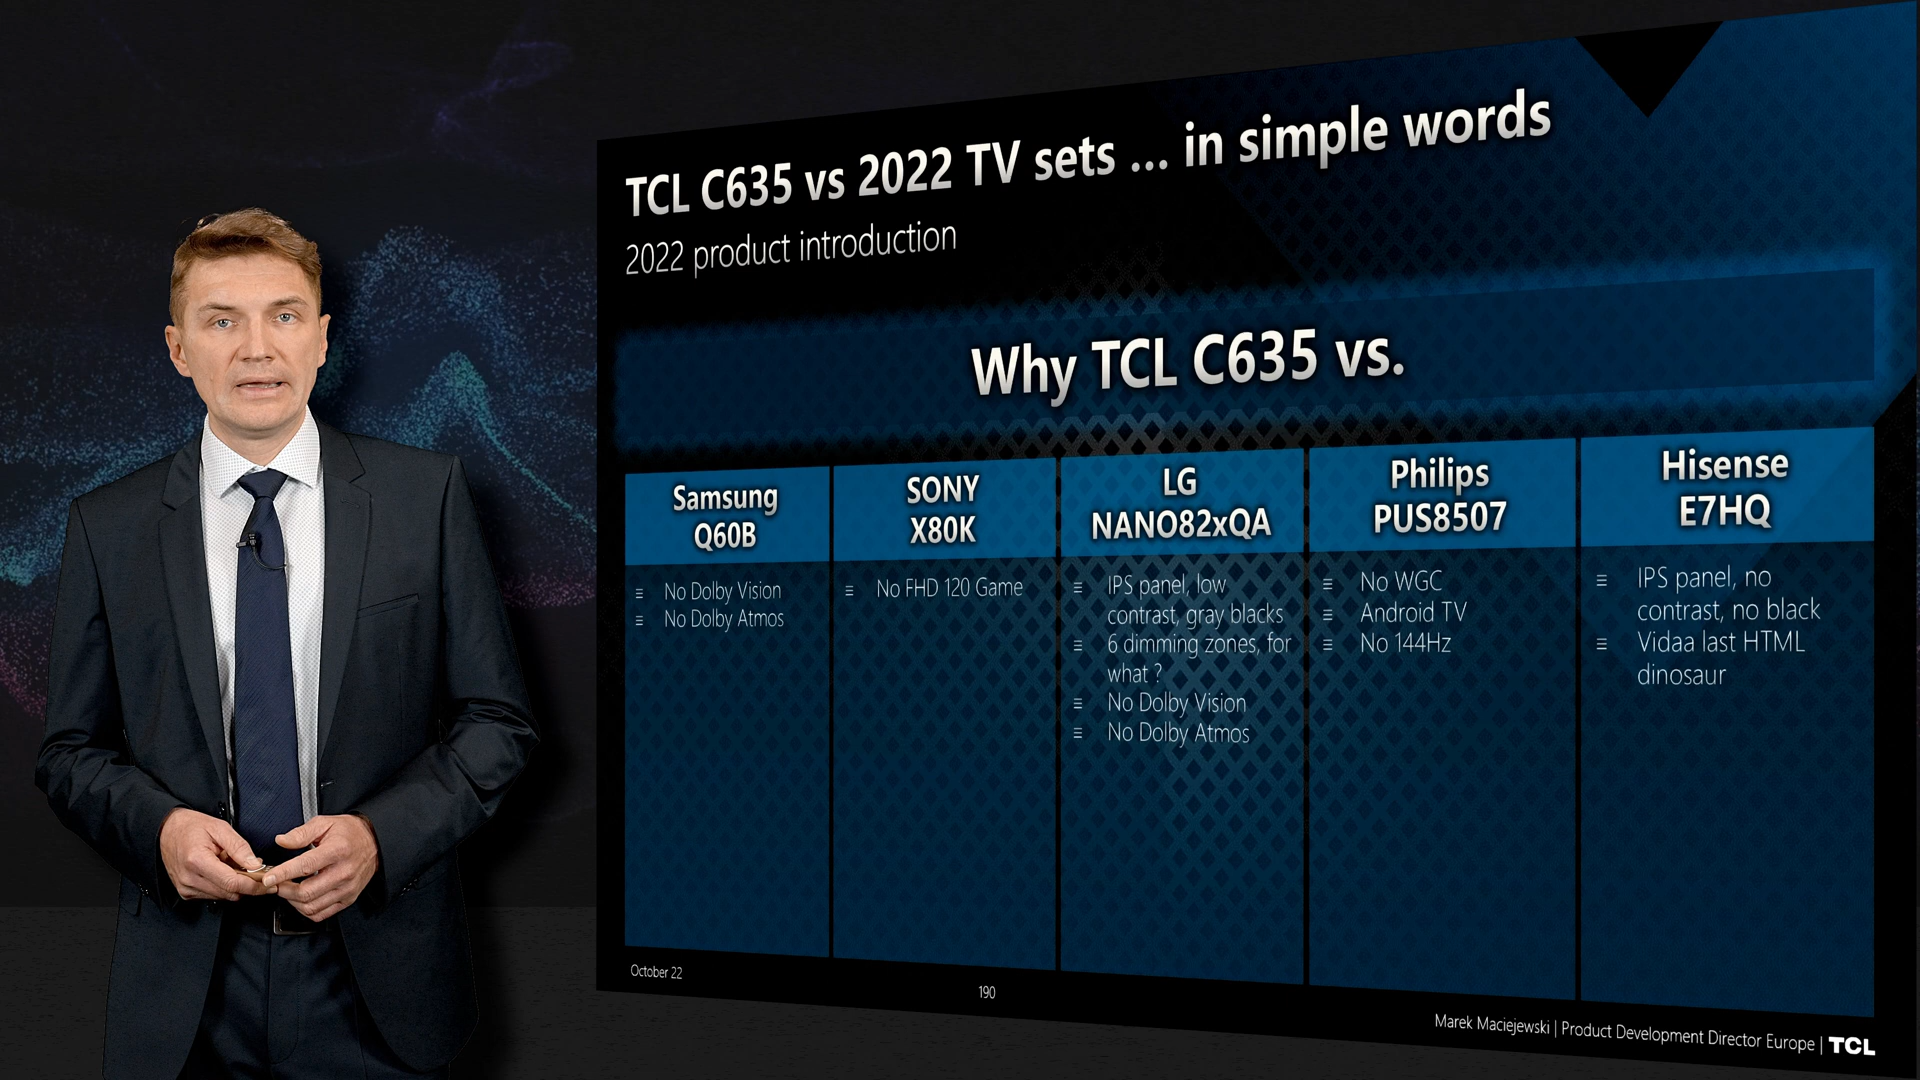 TCL C635 vs 2022 TV sets ... in simple words
2022 product introduction
Why TCL C635 vs.
Samsung
Q60B
No Dolby Vision
No Dolby Atmos
SONY
X80K
No FHD 120 Game
LG
NANO82xQA
IPS panel, low
contrast, gray blacks
6 dimming zones, for
what ?
No Dolby Vision
No Dolby Atmos
Philips
PUS8507
No WGC
Android TV
No 144Hz
Hisense
E7HQ
IPS panel, no
contrast, no black
Vidaa last HTML
dinosaur
October 22
190
Marek Maciejewski | Product Development Director Europe | TCL